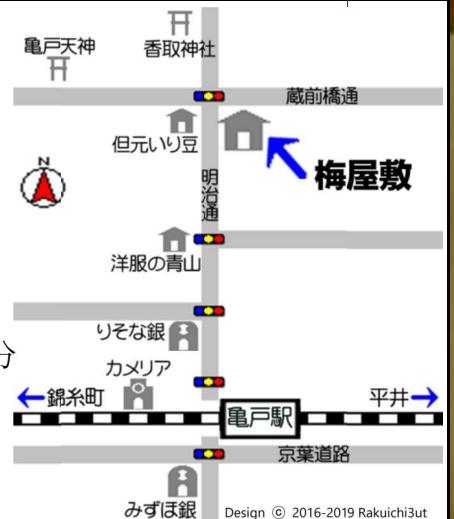 亀戸天神
香取神社
蔵前橋通
但元いり豆
梅屋敷
N
明治通
洋服の青山
りそな銀
分
カメリア
錦糸町
平井
亀戸駅
京葉道路
みずほ銀
Design © 2016-2019 Rakuichi3ut